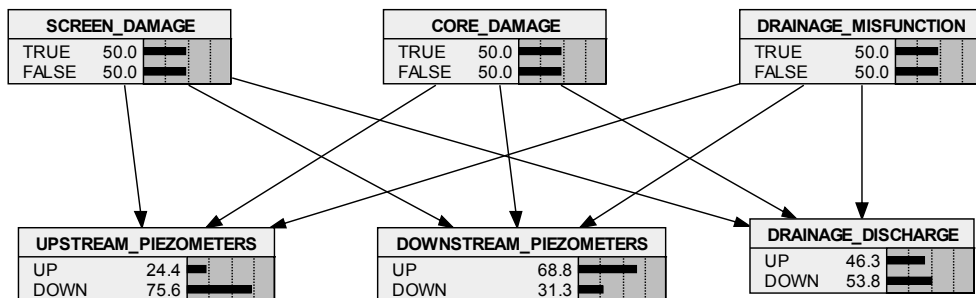 SCREEN_DAMAGE
TRUE 50.0
FALSE 50.0
CORE_DAMAGE
TRUE 50.0
FALSE 50.0
DRAINAGE_MISFUNCTION
TRUE 50.0
FALSE 50.0
UPSTREAM_PIEZOMETERS
UP 24.4
DOWN 75.6
DOWNSTREAM_PIEZOMETERS
UP 68.8
DOWN 31.3
DRAINAGE_DISCHARGE
UP 46.3
DOWN 53.8